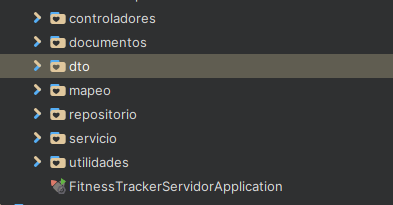 controladores
documentos
dto
mapeo
repositorio
servicio
utilidades
FitnessTrackerServidorApplication